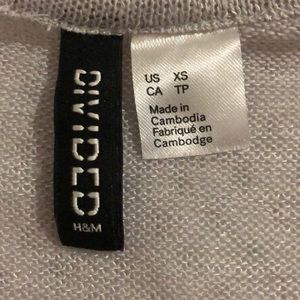 DIVIDED
H&M
US XS
CA TP
Made in
Cambodia
Fabriqué en
Cambodge